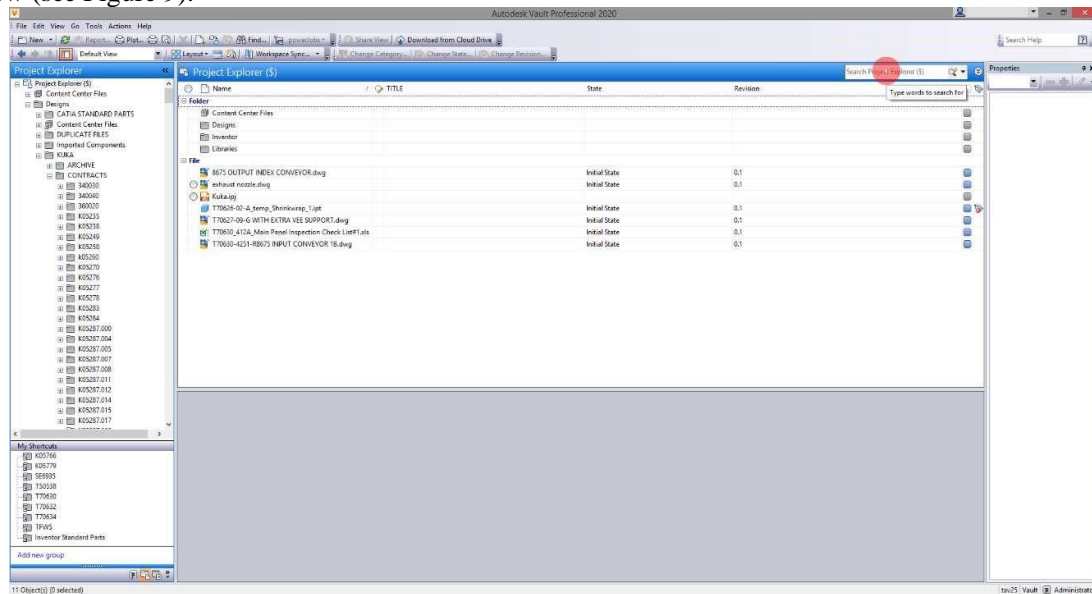 ow (see Figure 9).
Autodesk Vault Professional 2020
File Edit View Go Tools Actions Help
New Report... Plot... Find... powerJobs Share View Download from Cloud Drive
Search Help
Default View Layout Workspace Sync... Change Category... Change State... Change Revision...
Project Explorer
Project Explorer ($)
Content Center Files
Designs
CATIA STANDARD PARTS
Content Center Files
DUPLICATE FILES
Imported Components
KUKA
ARCHIVE
CONTRACTS
340030
340040
360020
K05235
K05238
K05249
K05258
k05260
K05270
K05276
K05277
K05278
K05283
K05284
K05287.000
K05287.004
K05287.005
K05287.007
K05287.008
K05287.011
K05287.012
K05287.014
K05287.015
K05287.017
My Shortcuts
K05766
K05779
SE6935
T50538
T70630
T70632
T70634
TFWS
Inventor Standard Parts
Add new group
Project Explorer ($)
Search Project Explorer ($)
Type words to search for
Name TITLE State Revision
Folder
Content Center Files
Designs
Inventor
Libraries
File
8675 OUTPUT INDEX CONVEYOR.dwg Initial State 0.1
exhaust nozzle.dwg Initial State 0.1
Kuka.ipj
T70626-02-A_temp_Shrinkwrap_1.ipt Initial State 0.1
T70627-09-G WITH EXTRA VEE SUPPORT.dwg Initial State 0.1
T70630_412A_Main Panel Inspection Check List#1.xls Initial State 0.1
T70630-4251-R8675 INPUT CONVEYOR 1B.dwg Initial State 0.1
Properties
11 Object(s) (0 selected)
tav25 Vault Administrato